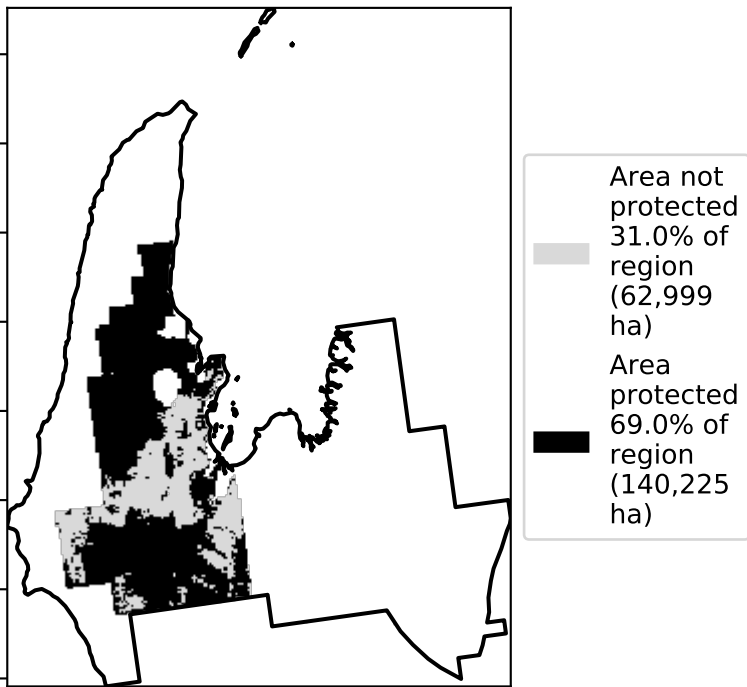 Area not
protected
31.0% of
region
(62,999
ha)
Area
protected
69.0% of
region
(140,225
ha)